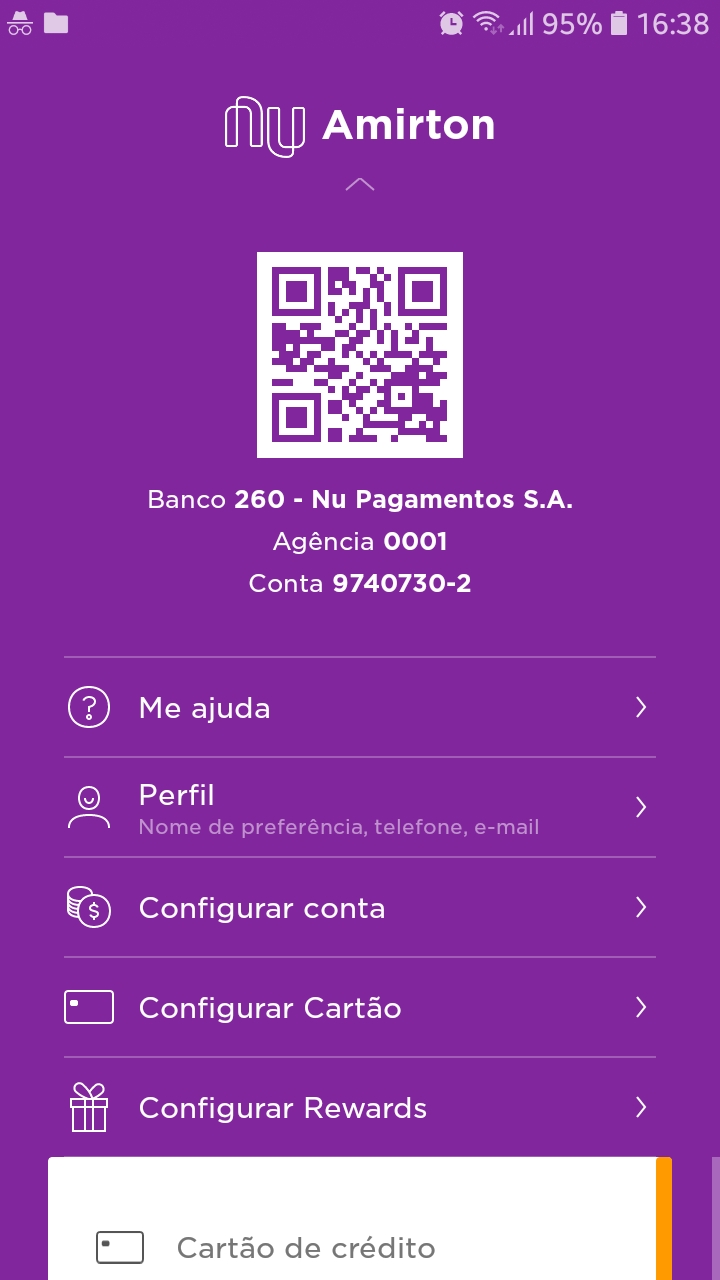 95% 16:38
nu Amirton
Banco 260 - Nu Pagamentos S.A.
Agência 0001
Conta 9740730-2
Me ajuda
Perfil
Nome de preferência, telefone, e-mail
Configurar conta
Configurar Cartão
Configurar Rewards
Cartão de crédito